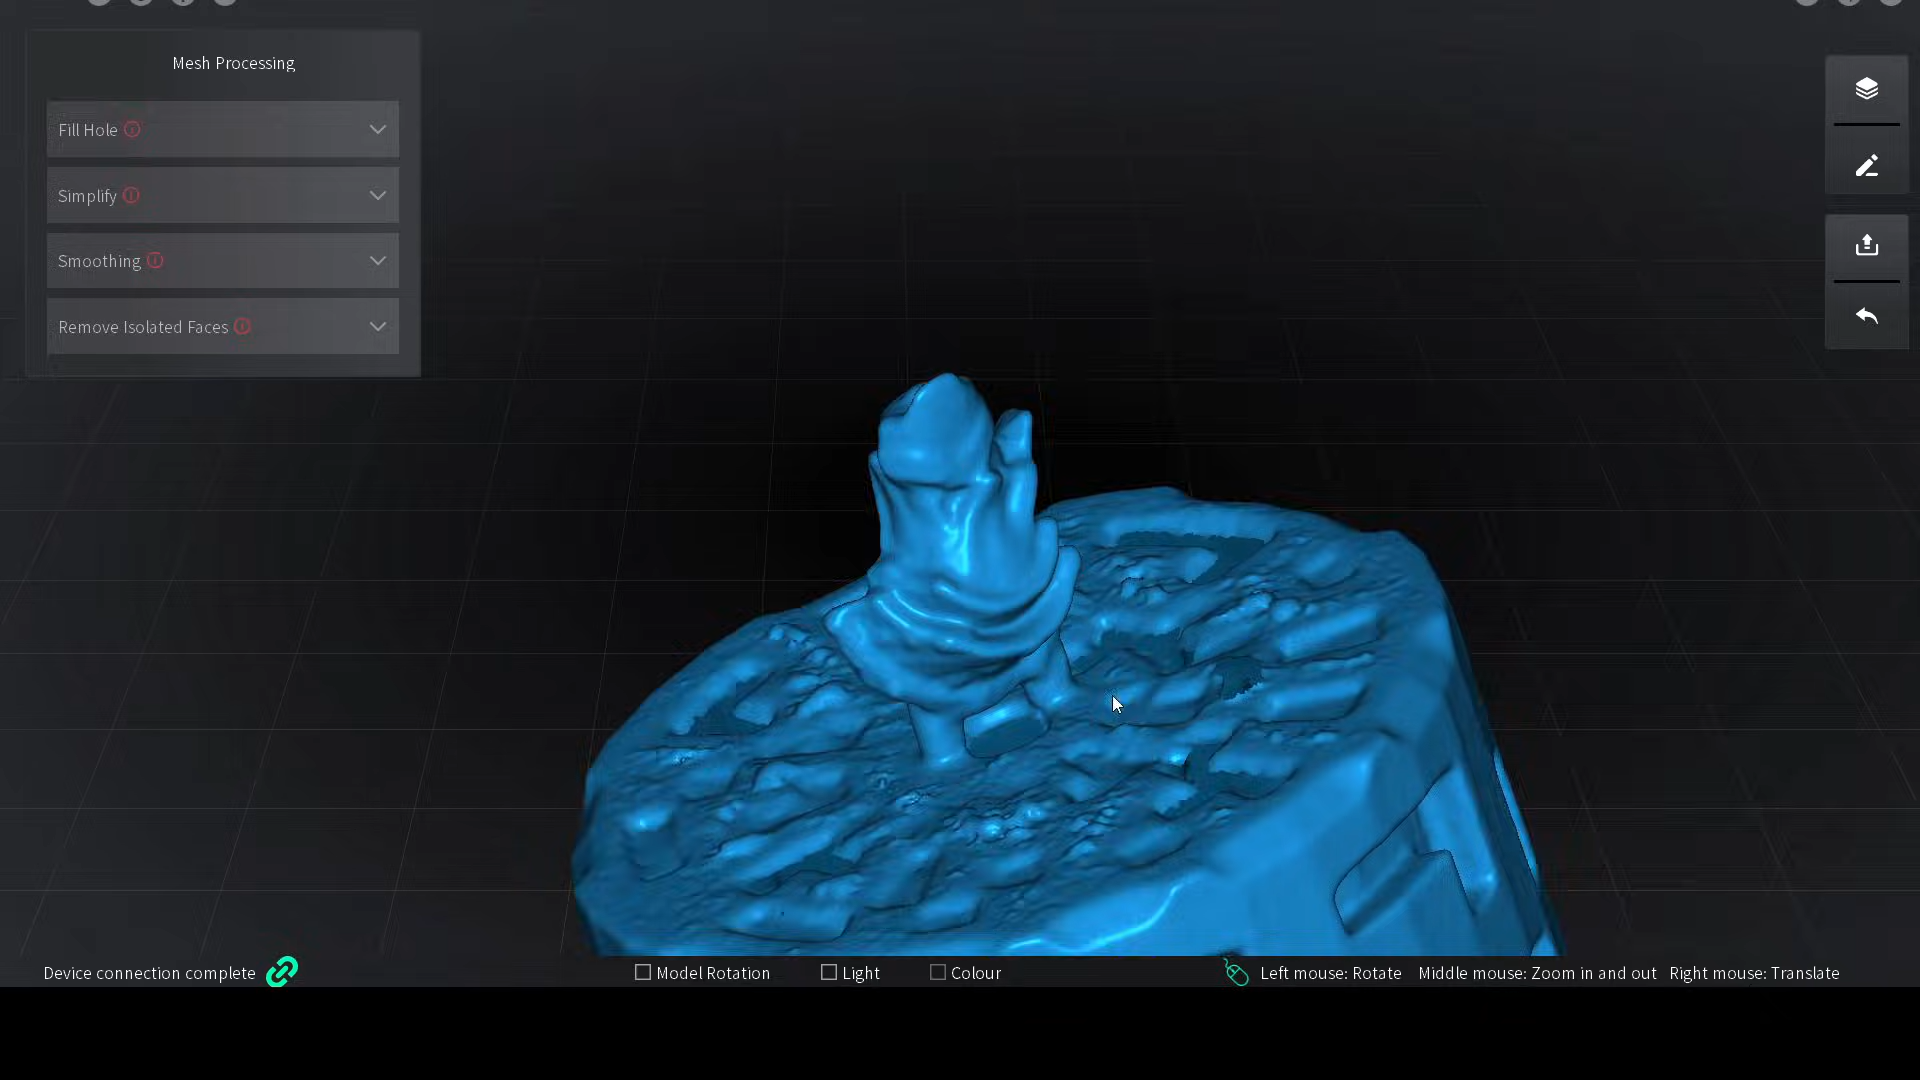 Mesh Processing
Fill Hole
Simplify
Smoothing
Remove Isolated Faces
Device connection complete
Model Rotation
Light
Colour
Left mouse: Rotate Middle mouse: Zoom in and out Right mouse: Translate